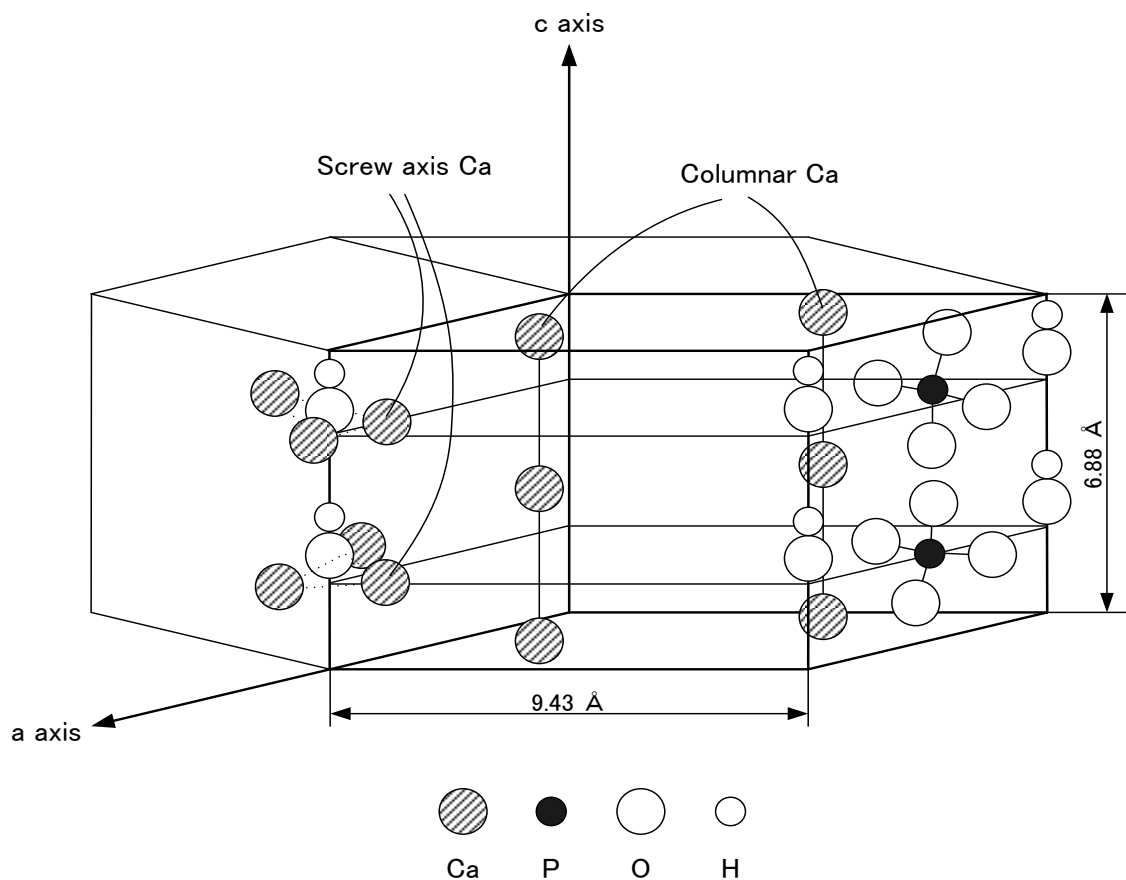 c axis
Screw axis Ca
Columnar Ca
6.88 Å
9.43 Å
a axis
Ca
P
O
H